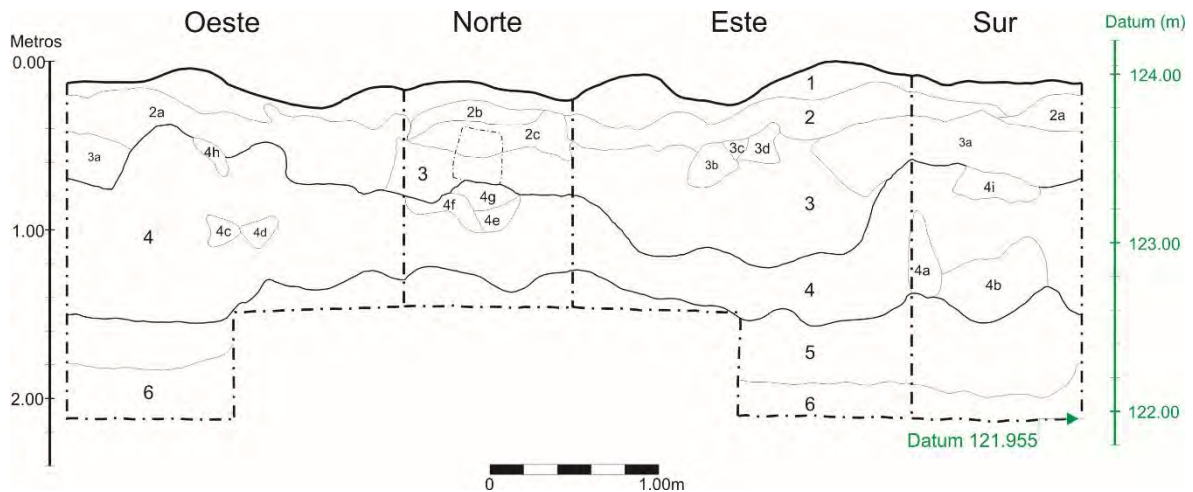 Oeste Norte Este Sur
Metros Datum (m)
0.00
124.00
1
2a 2b 2 2a
2c
3a 4h 3c 3d 3a
3b
3 4g 3 4i
4f
4e
1.00
4 4c 4d 123.00
4a
4 4b
5
6
2.00 6 122.00
Datum 121.955
0 1.00m